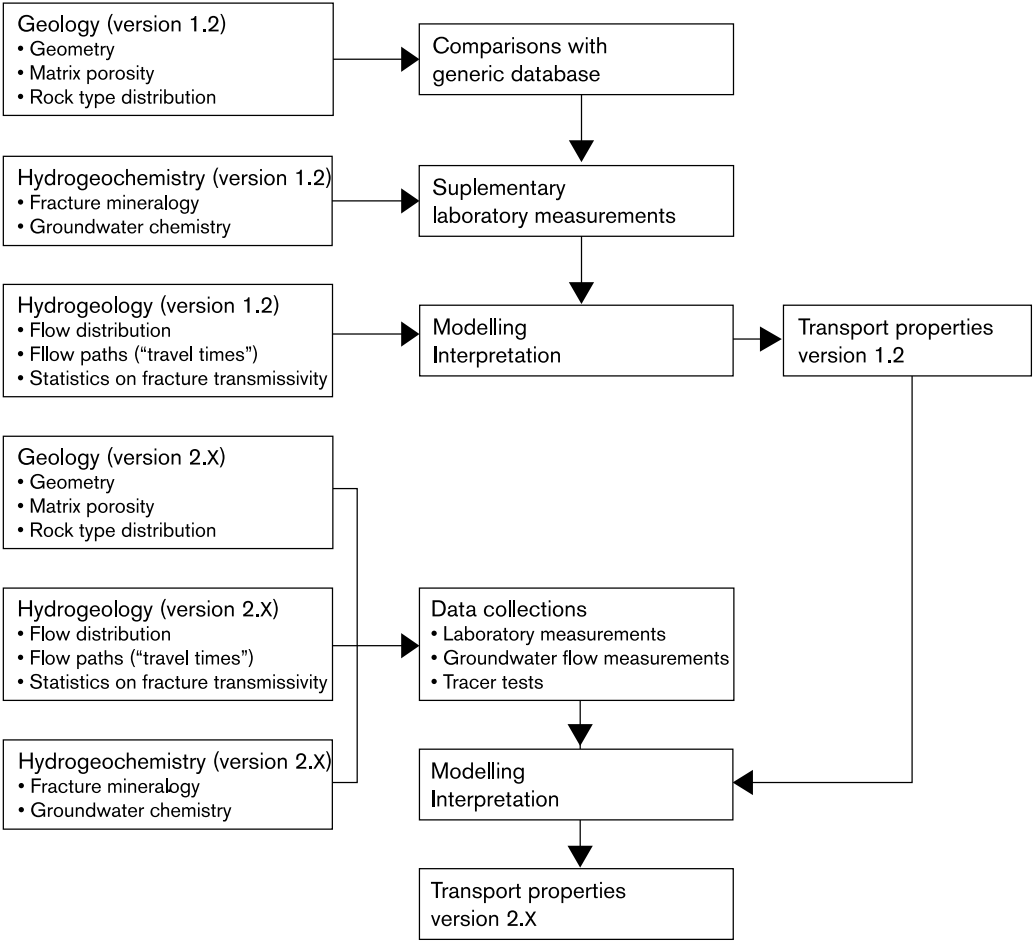 Geology (version 1.2)
• Geometry
• Matrix porosity
• Rock type distribution
Comparisons with
generic database
Hydrogeochemistry (version 1.2)
• Fracture mineralogy
• Groundwater chemistry
Suplementary
laboratory measurements
Hydrogeology (version 1.2)
• Flow distribution
• Fllow paths (“travel times”)
• Statistics on fracture transmissivity
Modelling
Interpretation
Transport properties
version 1.2
Geology (version 2.X)
• Geometry
• Matrix porosity
• Rock type distribution
Hydrogeology (version 2.X)
• Flow distribution
• Flow paths (“travel times”)
• Statistics on fracture transmissivity
Data collections
• Laboratory measurements
• Groundwater flow measurements
• Tracer tests
Hydrogeochemistry (version 2.X)
• Fracture mineralogy
• Groundwater chemistry
Modelling
Interpretation
Transport properties
version 2.X